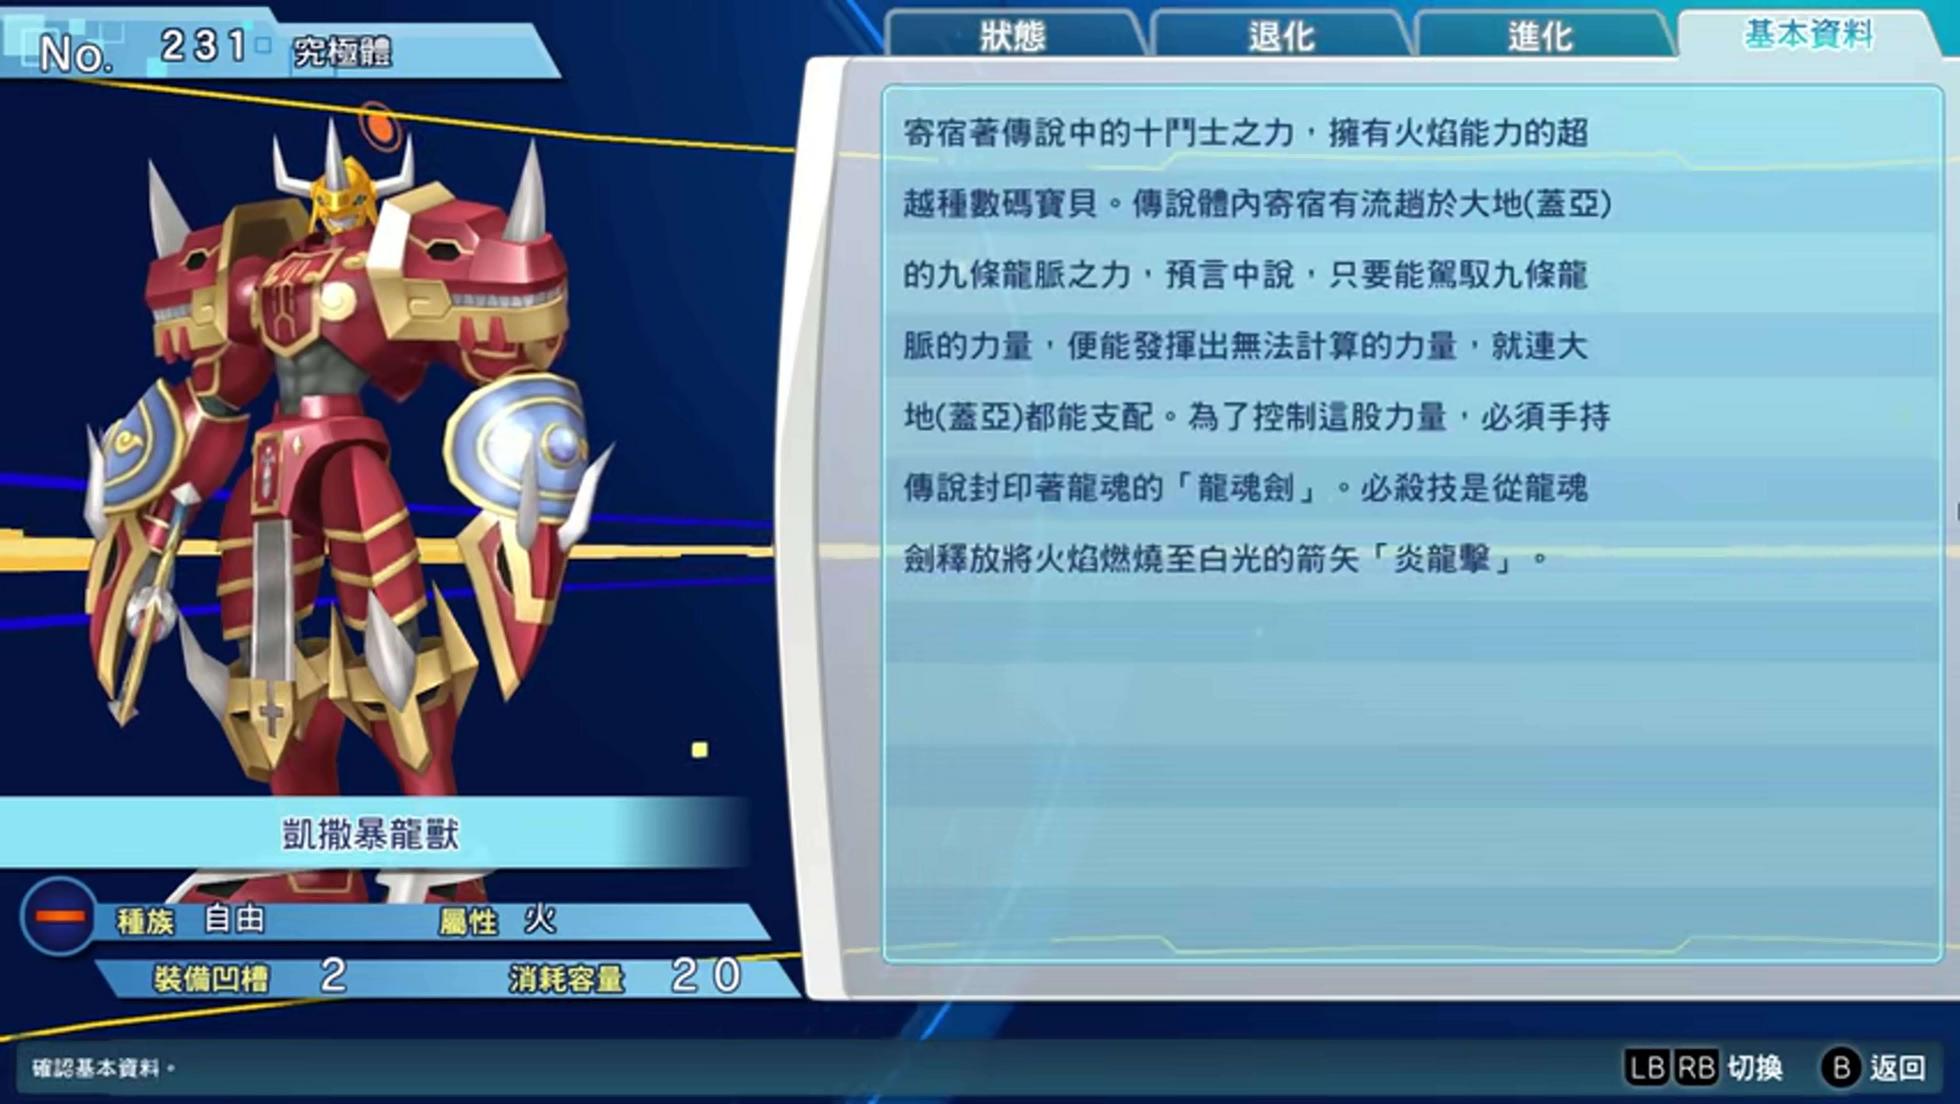 No. 231 究極體
狀態
退化
進化
基本資料
寄宿著傳說中的十鬥士之力，擁有火焰能力的超
越種數碼寶貝。傳說體內寄宿有流趟於大地(蓋亞)
的九條龍脈之力，預言中說，只要能駕馭九條龍
脈的力量，便能發揮出無法計算的力量，就連大
地(蓋亞)都能支配。為了控制這股力量，必須手持
傳說封印著龍魂的「龍魂劍」。必殺技是從龍魂
劍釋放將火焰燃燒至白光的箭矢「炎龍擊」。
凱撒暴龍獸
種族 自由 屬性 火
裝備凹槽 2 消耗容量 20
確認基本資料。
LB RB 切換 B 返回